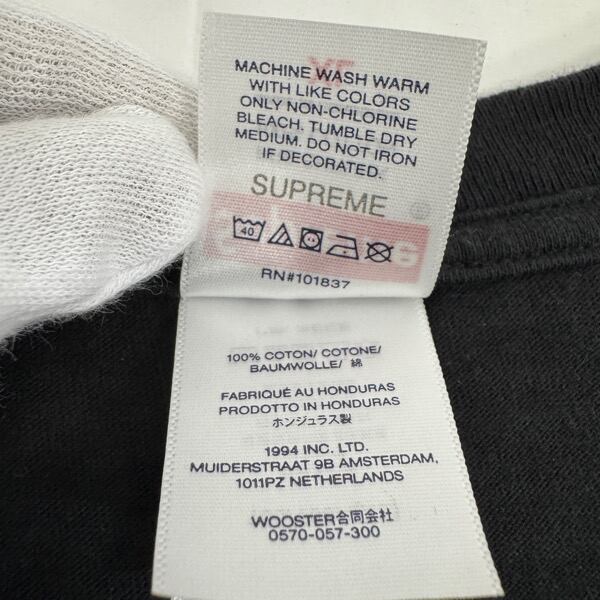 MACHINE WASH WARM
WITH LIKE COLORS
ONLY NON-CHLORINE
BLEACH. TUMBLE DRY
MEDIUM. DO NOT IRON
IF DECORATED.
SUPREME
40
RN#101837
100% COTON/ COTONE/
BAUMWOLLE/ 綿
FABRIQUÉ AU HONDURAS
PRODOTTO IN HONDURAS
ホンジュラス製
1994 INC. LTD.
MUIDERSTRAAT 9B AMSTERDAM,
1011PZ NETHERLANDS
WOOSTER合同会社
0570-057-300